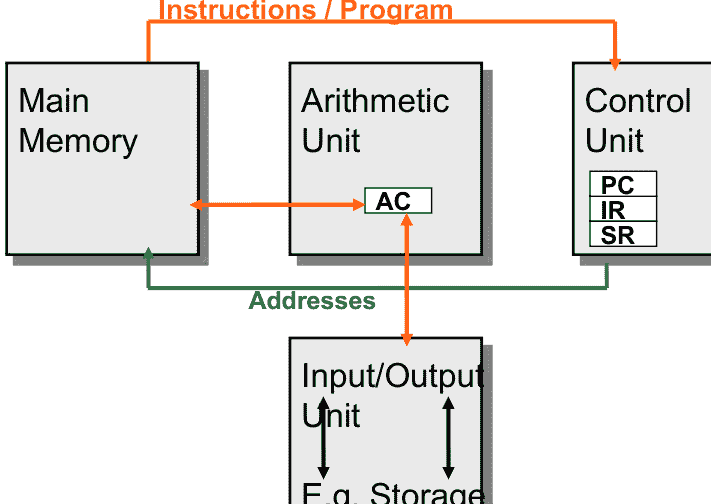 Instructions / Program
Main
Memory
Arithmetic
Unit
AC
Control
Unit
PC
IR
SR
Addresses
Input/Output
Unit
E.g. Storage